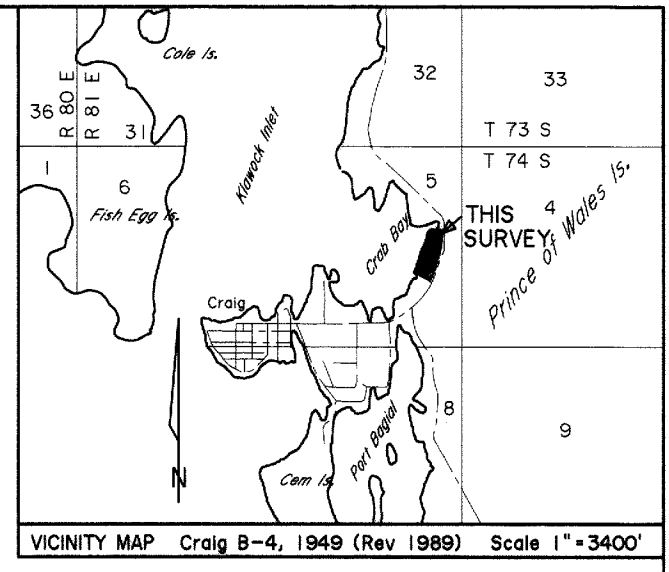 Cole Is.
32
33
36
R 80 E
R 81 E
31
T 73 S
T 74 S
1
6
5
4
Klawock Inlet
Fish Egg Is.
Crab Bay
THIS
SURVEY
Prince of Wales Is.
Craig
8
9
Port Bagial
Cem Is.
N
VICINITY MAP Craig B-4, 1949 (Rev 1989) Scale 1" = 3400'